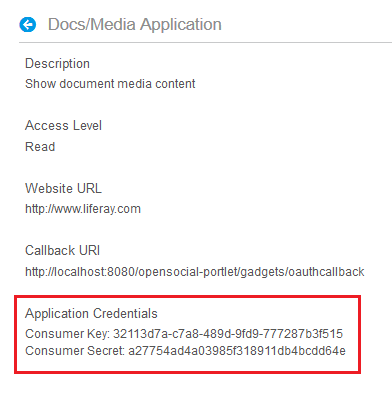 Docs/Media Application
Description
Show document media content
Access Level
Read
Website URL
http://www.liferay.com
Callback URI
http://localhost:8080/opensocial-portlet/gadgets/oauthcallback
Application Credentials
Consumer Key: 32113d7a-c7a8-489d-9fd9-777287b3f515
Consumer Secret: a27754ad4a03985f318911db4bcdd64e